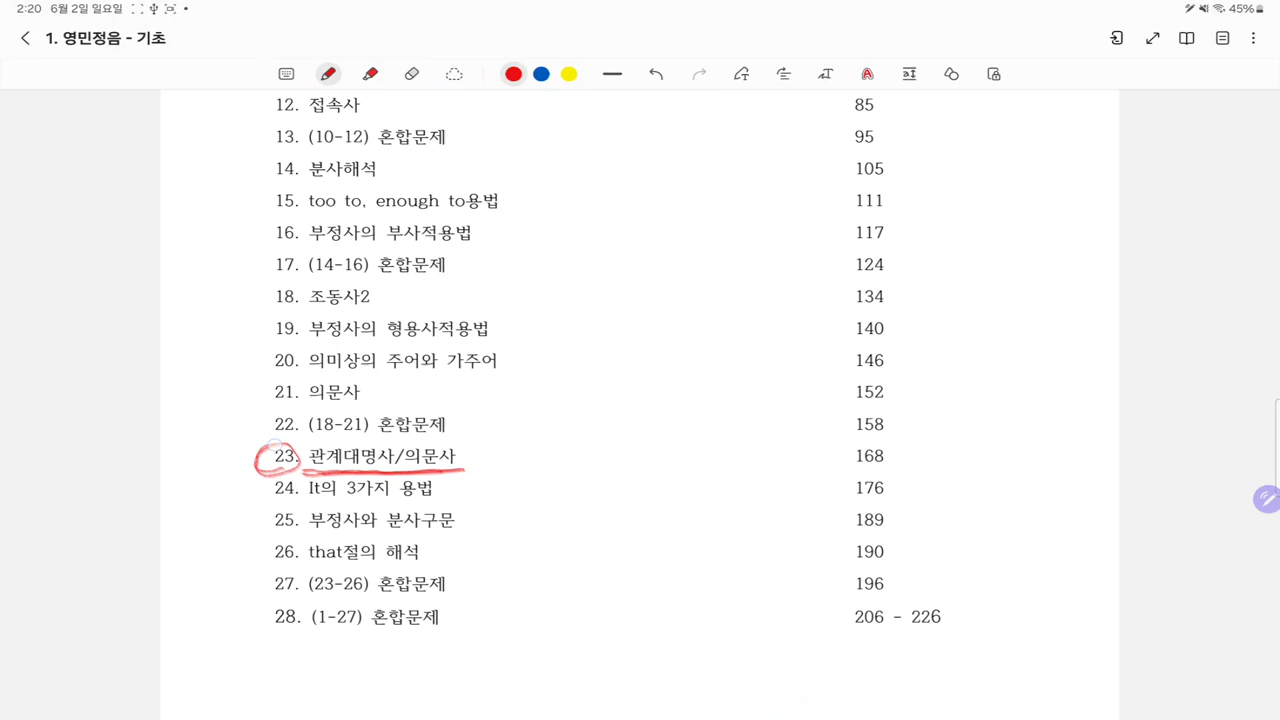 2:20 6월 2일 일요일 45%
1. 영민정음 - 기초
12. 접속사 85
13. (10-12) 혼합문제 95
14. 분사해석 105
15. too to, enough to용법 111
16. 부정사의 부사적용법 117
17. (14-16) 혼합문제 124
18. 조동사2 134
19. 부정사의 형용사적용법 140
20. 의미상의 주어와 가주어 146
21. 의문사 152
22. (18-21) 혼합문제 158
23. 관계대명사/의문사 168
24. It의 3가지 용법 176
25. 부정사와 분사구문 189
26. that절의 해석 190
27. (23-26) 혼합문제 196
28. (1-27) 혼합문제 206 - 226